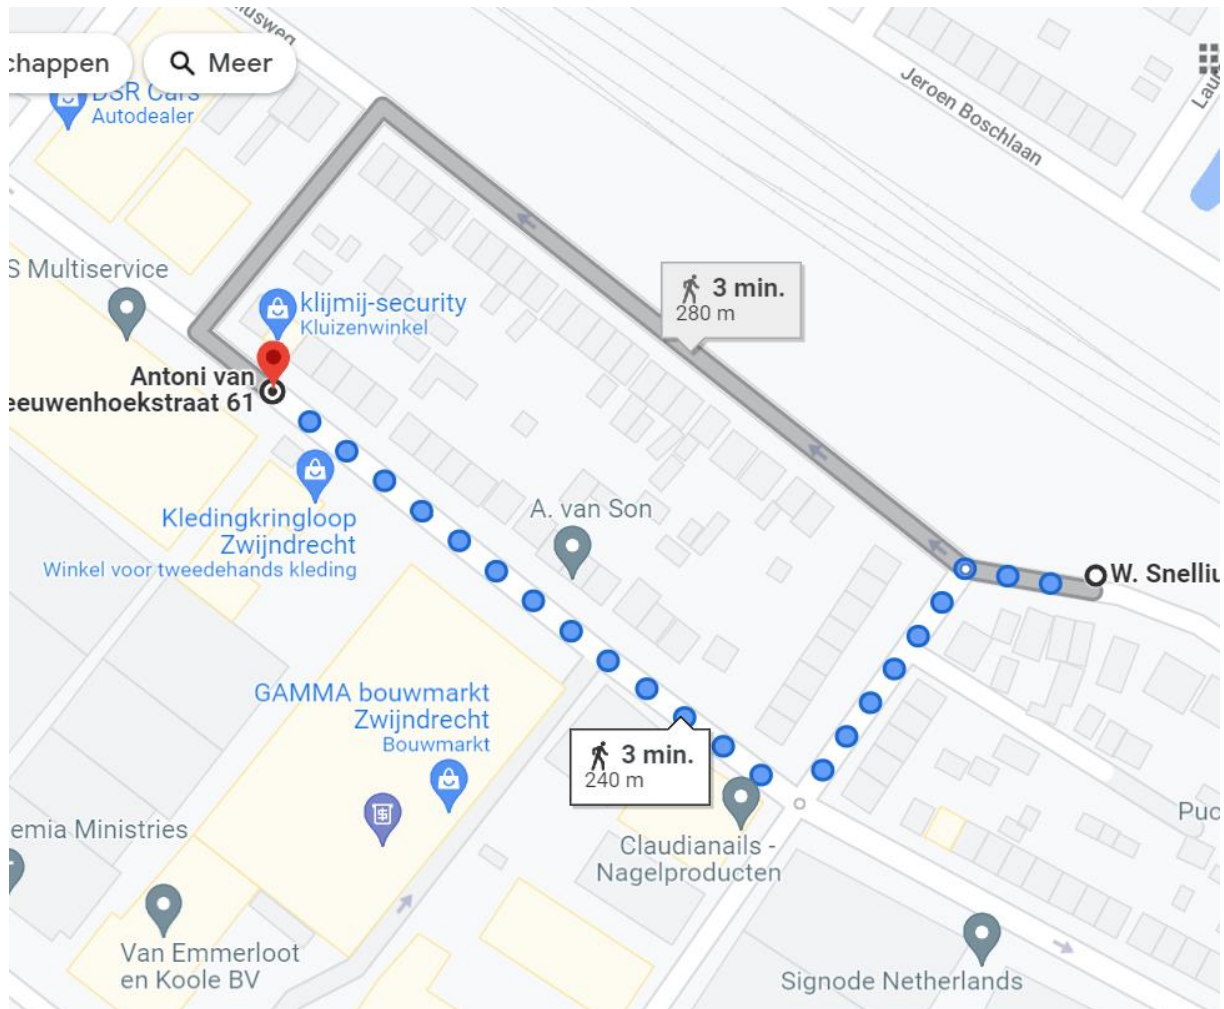 Meer
DSR Cars
Autodealer
Jeroen Boschlaan
S Multiservice
klijmij-security
Kluizenwinkel
3 min.
280 m
Antoni van
eeuwenhoekstraat 61
A. van Son
Kledingkringloop
Zwijndrecht
Winkel voor tweedehands kleding
W. Snelliu
GAMMA bouwmarkt
Zwijndrecht
Bouwmarkt
3 min.
240 m
emia Ministries
Claudianails -
Nagelproducten
Van Emmerloot
en Koole BV
Signode Netherlands